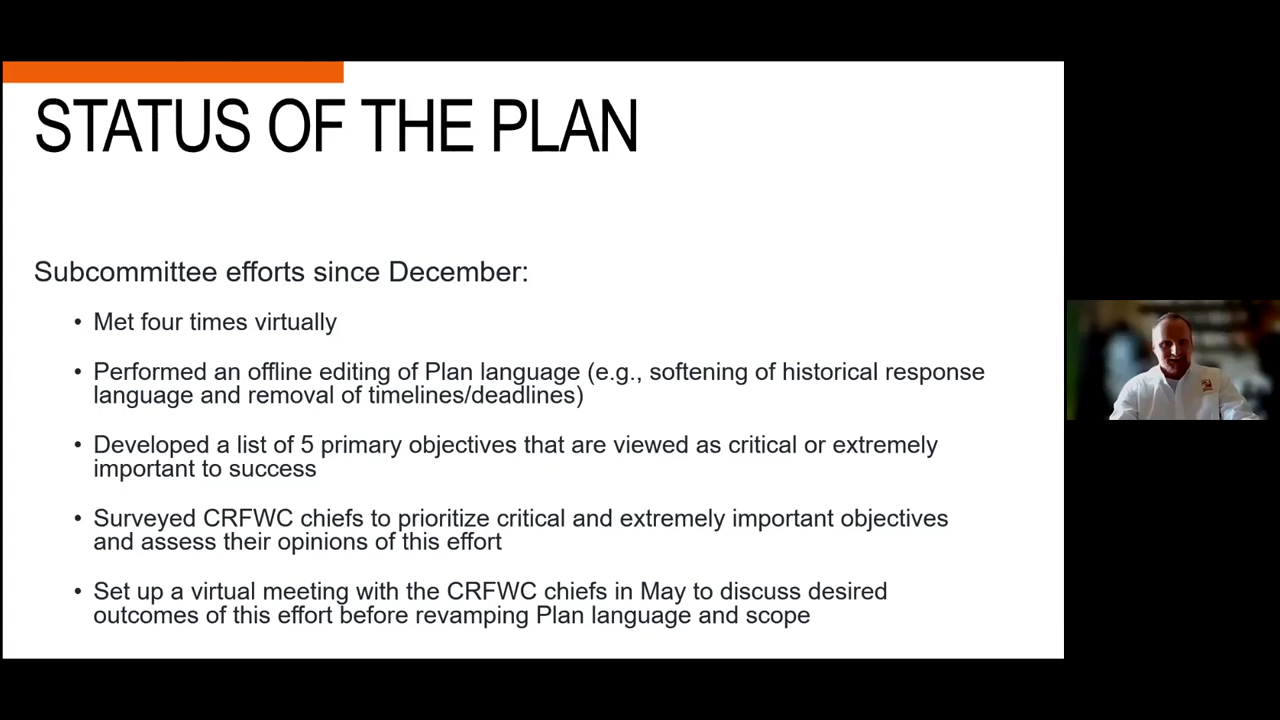 STATUS OF THE PLAN
Subcommittee efforts since December:
• Met four times virtually
• Performed an offline editing of Plan language (e.g., softening of historical response
language and removal of timelines/deadlines)
• Developed a list of 5 primary objectives that are viewed as critical or extremely
important to success
• Surveyed CRFWC chiefs to prioritize critical and extremely important objectives
and assess their opinions of this effort
• Set up a virtual meeting with the CRFWC chiefs in May to discuss desired
outcomes of this effort before revamping Plan language and scope